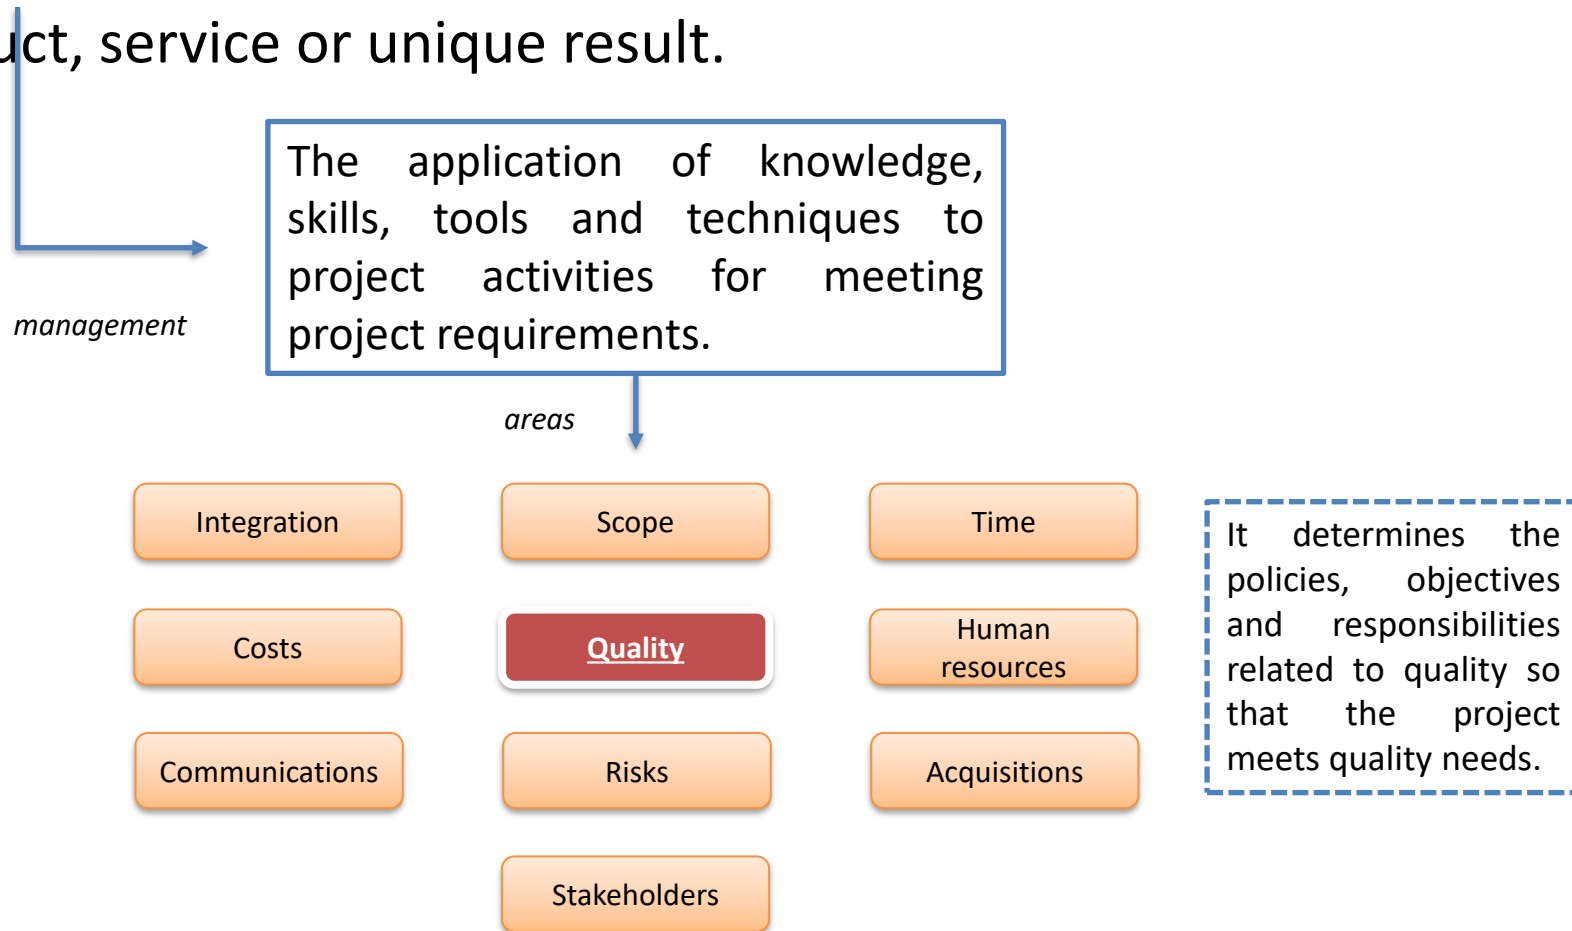 service or unique result.
The application of knowledge,
skills, tools and techniques to
project activities for meeting
project requirements.
management
areas
Integration
Scope
Time
Costs
Quality
Human
resources
Communications
Risks
Acquisitions
Stakeholders
It determines the
policies, objectives
and responsibilities
related to quality so
that the project
meets quality needs.